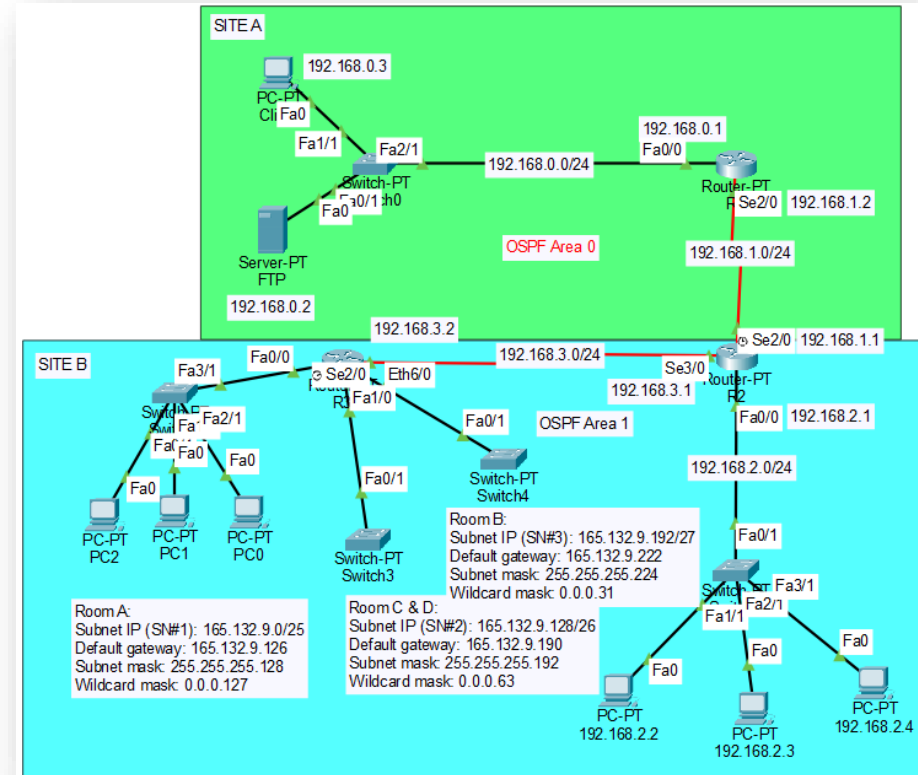 SITE A
192.168.0.3
PC-PT
Fa0
Fa1/1
Fa2/1
192.168.0.1
Fa0/0
192.168.0.0/24
Switch-PT
Router-PT
Fa0/1
Fa0
Se2/0
192.168.1.2
Server-PT
FTP
OSPF Area 0
192.168.1.0/24
192.168.0.2
192.168.3.2
SITE B
Fa0/0
Se2/0
192.168.1.1
Fa3/1
192.168.3.0/24
Se2/0
Eth6/0
Se3/0
Router-PT
R2
192.168.3.1
Fa1/0
R3
Fa2/1
Fa0/1
OSPF Area 1
Fa0/0
192.168.2.1
Fa0
Fa0
Fa0
192.168.2.0/24
Switch-PT
Switch4
Fa0/1
PC-PT
PC2
PC-PT
PC1
PC-PT
PC0
Switch-PT
Switch3
Room B:
Subnet IP (SN#3): 165.132.9.192/27
Default gateway: 165.132.9.222
Subnet mask: 255.255.255.224
Wildcard mask: 0.0.0.31
Fa0/1
Fa3/1
Fa2/1
Fa1/1
Room A:
Subnet IP (SN#1): 165.132.9.0/25
Default gateway: 165.132.9.126
Subnet mask: 255.255.255.128
Wildcard mask: 0.0.0.127
Room C & D:
Subnet IP (SN#2): 165.132.9.128/26
Default gateway: 165.132.9.190
Subnet mask: 255.255.255.192
Wildcard mask: 0.0.0.63
Fa0
Fa0
Fa0
PC-PT
192.168.2.2
PC-PT
192.168.2.3
PC-PT
192.168.2.4